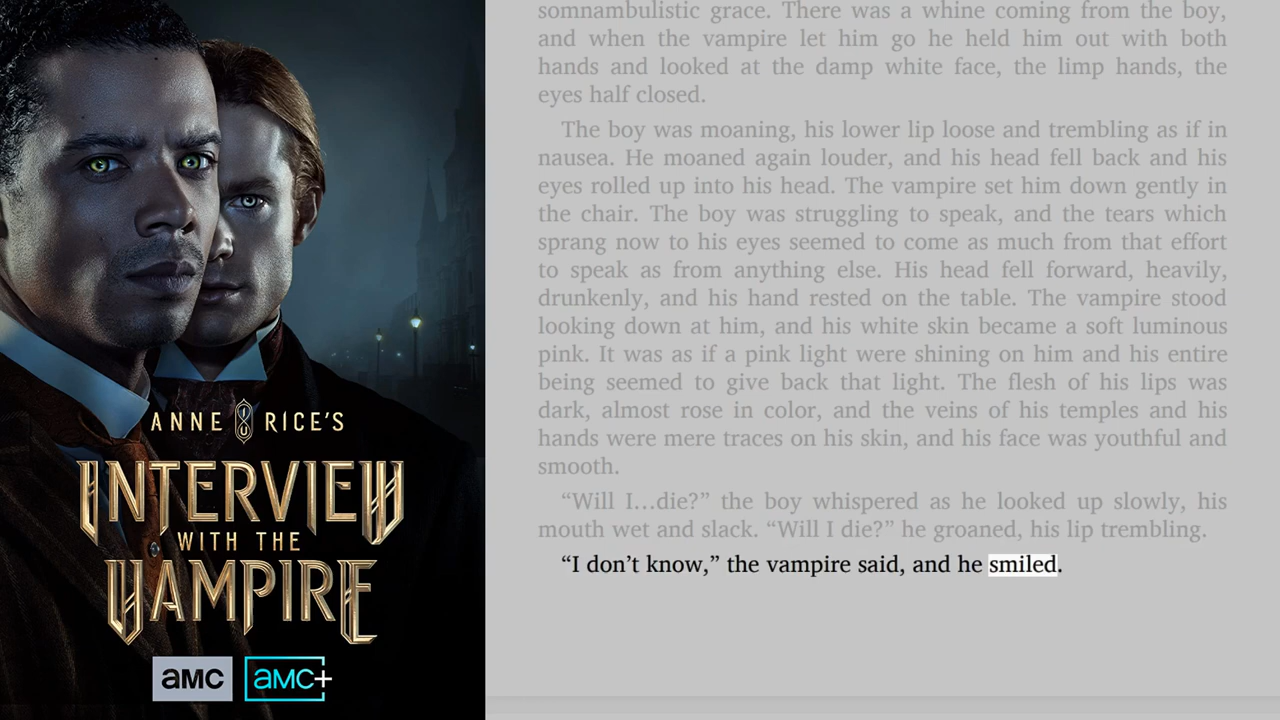 ANNE RICE'S
INTERVIEW
WITH THE
VAMPIRE
amc
amc+
somnambulistic grace. There was a whine coming from the boy,
and when the vampire let him go he held him out with both
hands and looked at the damp white face, the limp hands, the
eyes half closed.
The boy was moaning, his lower lip loose and trembling as if in
nausea. He moaned again louder, and his head fell back and his
eyes rolled up into his head. The vampire set him down gently in
the chair. The boy was struggling to speak, and the tears which
sprang now to his eyes seemed to come as much from that effort
to speak as from anything else. His head fell forward, heavily,
drunkenly, and his hand rested on the table. The vampire stood
looking down at him, and his white skin became a soft luminous
pink. It was as if a pink light were shining on him and his entire
being seemed to give back that light. The flesh of his lips was
dark, almost rose in color, and the veins of his temples and his
hands were mere traces on his skin, and his face was youthful and
smooth.
“Will I…die?” the boy whispered as he looked up slowly, his
mouth wet and slack. “Will I die?” he groaned, his lip trembling.
“I don’t know,” the vampire said, and he smiled.